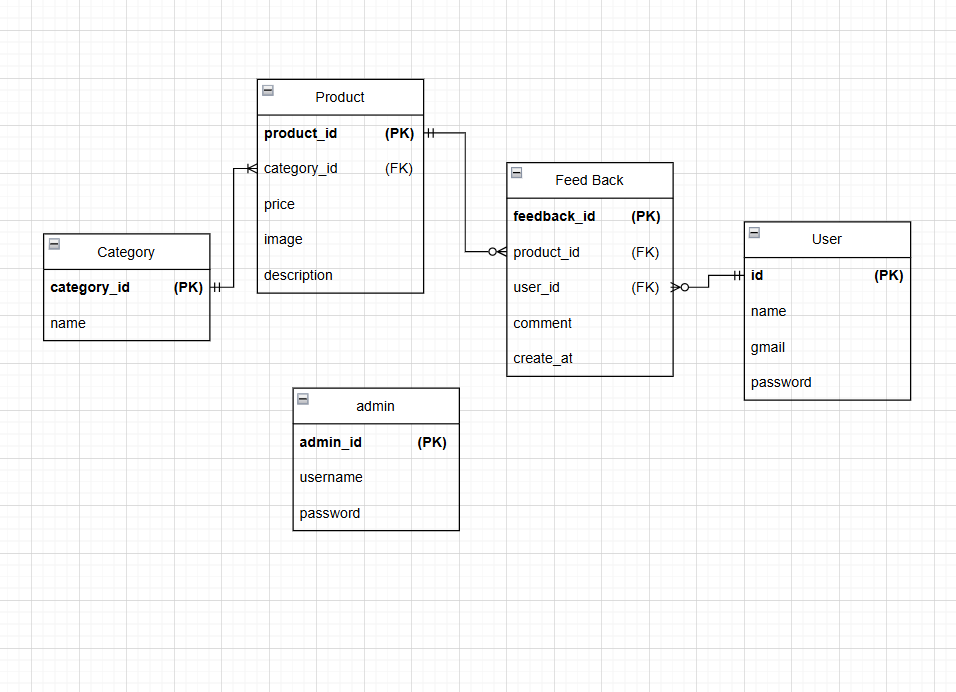 Product
product_id (PK)
category_id (FK)
price
image
description
Category
category_id (PK)
name
Feed Back
feedback_id (PK)
product_id (FK)
user_id (FK)
comment
create_at
User
id (PK)
name
gmail
password
admin
admin_id (PK)
username
password